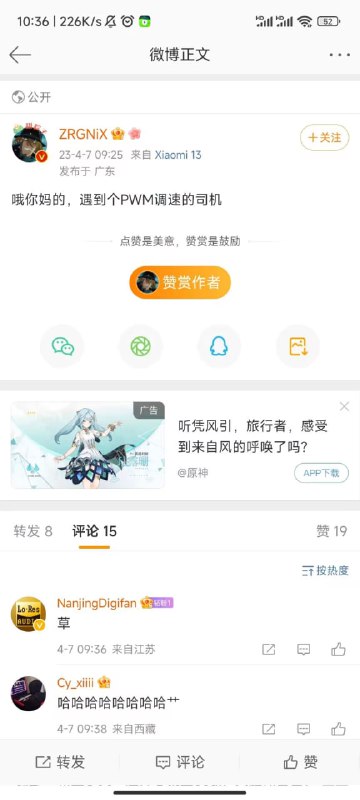 10:36 | 226K/s
52
微博正文
公开
ZRGNiX
+关注
23-4-7 09:25 来自 Xiaomi 13
发布于 广东
哦你妈的，遇到个PWM调速的司机
点赞是美意，赞赏是鼓励
赞赏作者
广告
听凭风引，旅行者，感受
到来自风的呼唤了吗？
@原神
APP下载
转发 8 评论 15 赞 19
按热度
NanjingDigifan
Lo-Res
AUDIO
草
4-7 09:36 来自江苏
Cy_xiiii
哈哈哈哈哈哈哈哈艹
4-7 09:38 来自西藏
转发 评论 赞